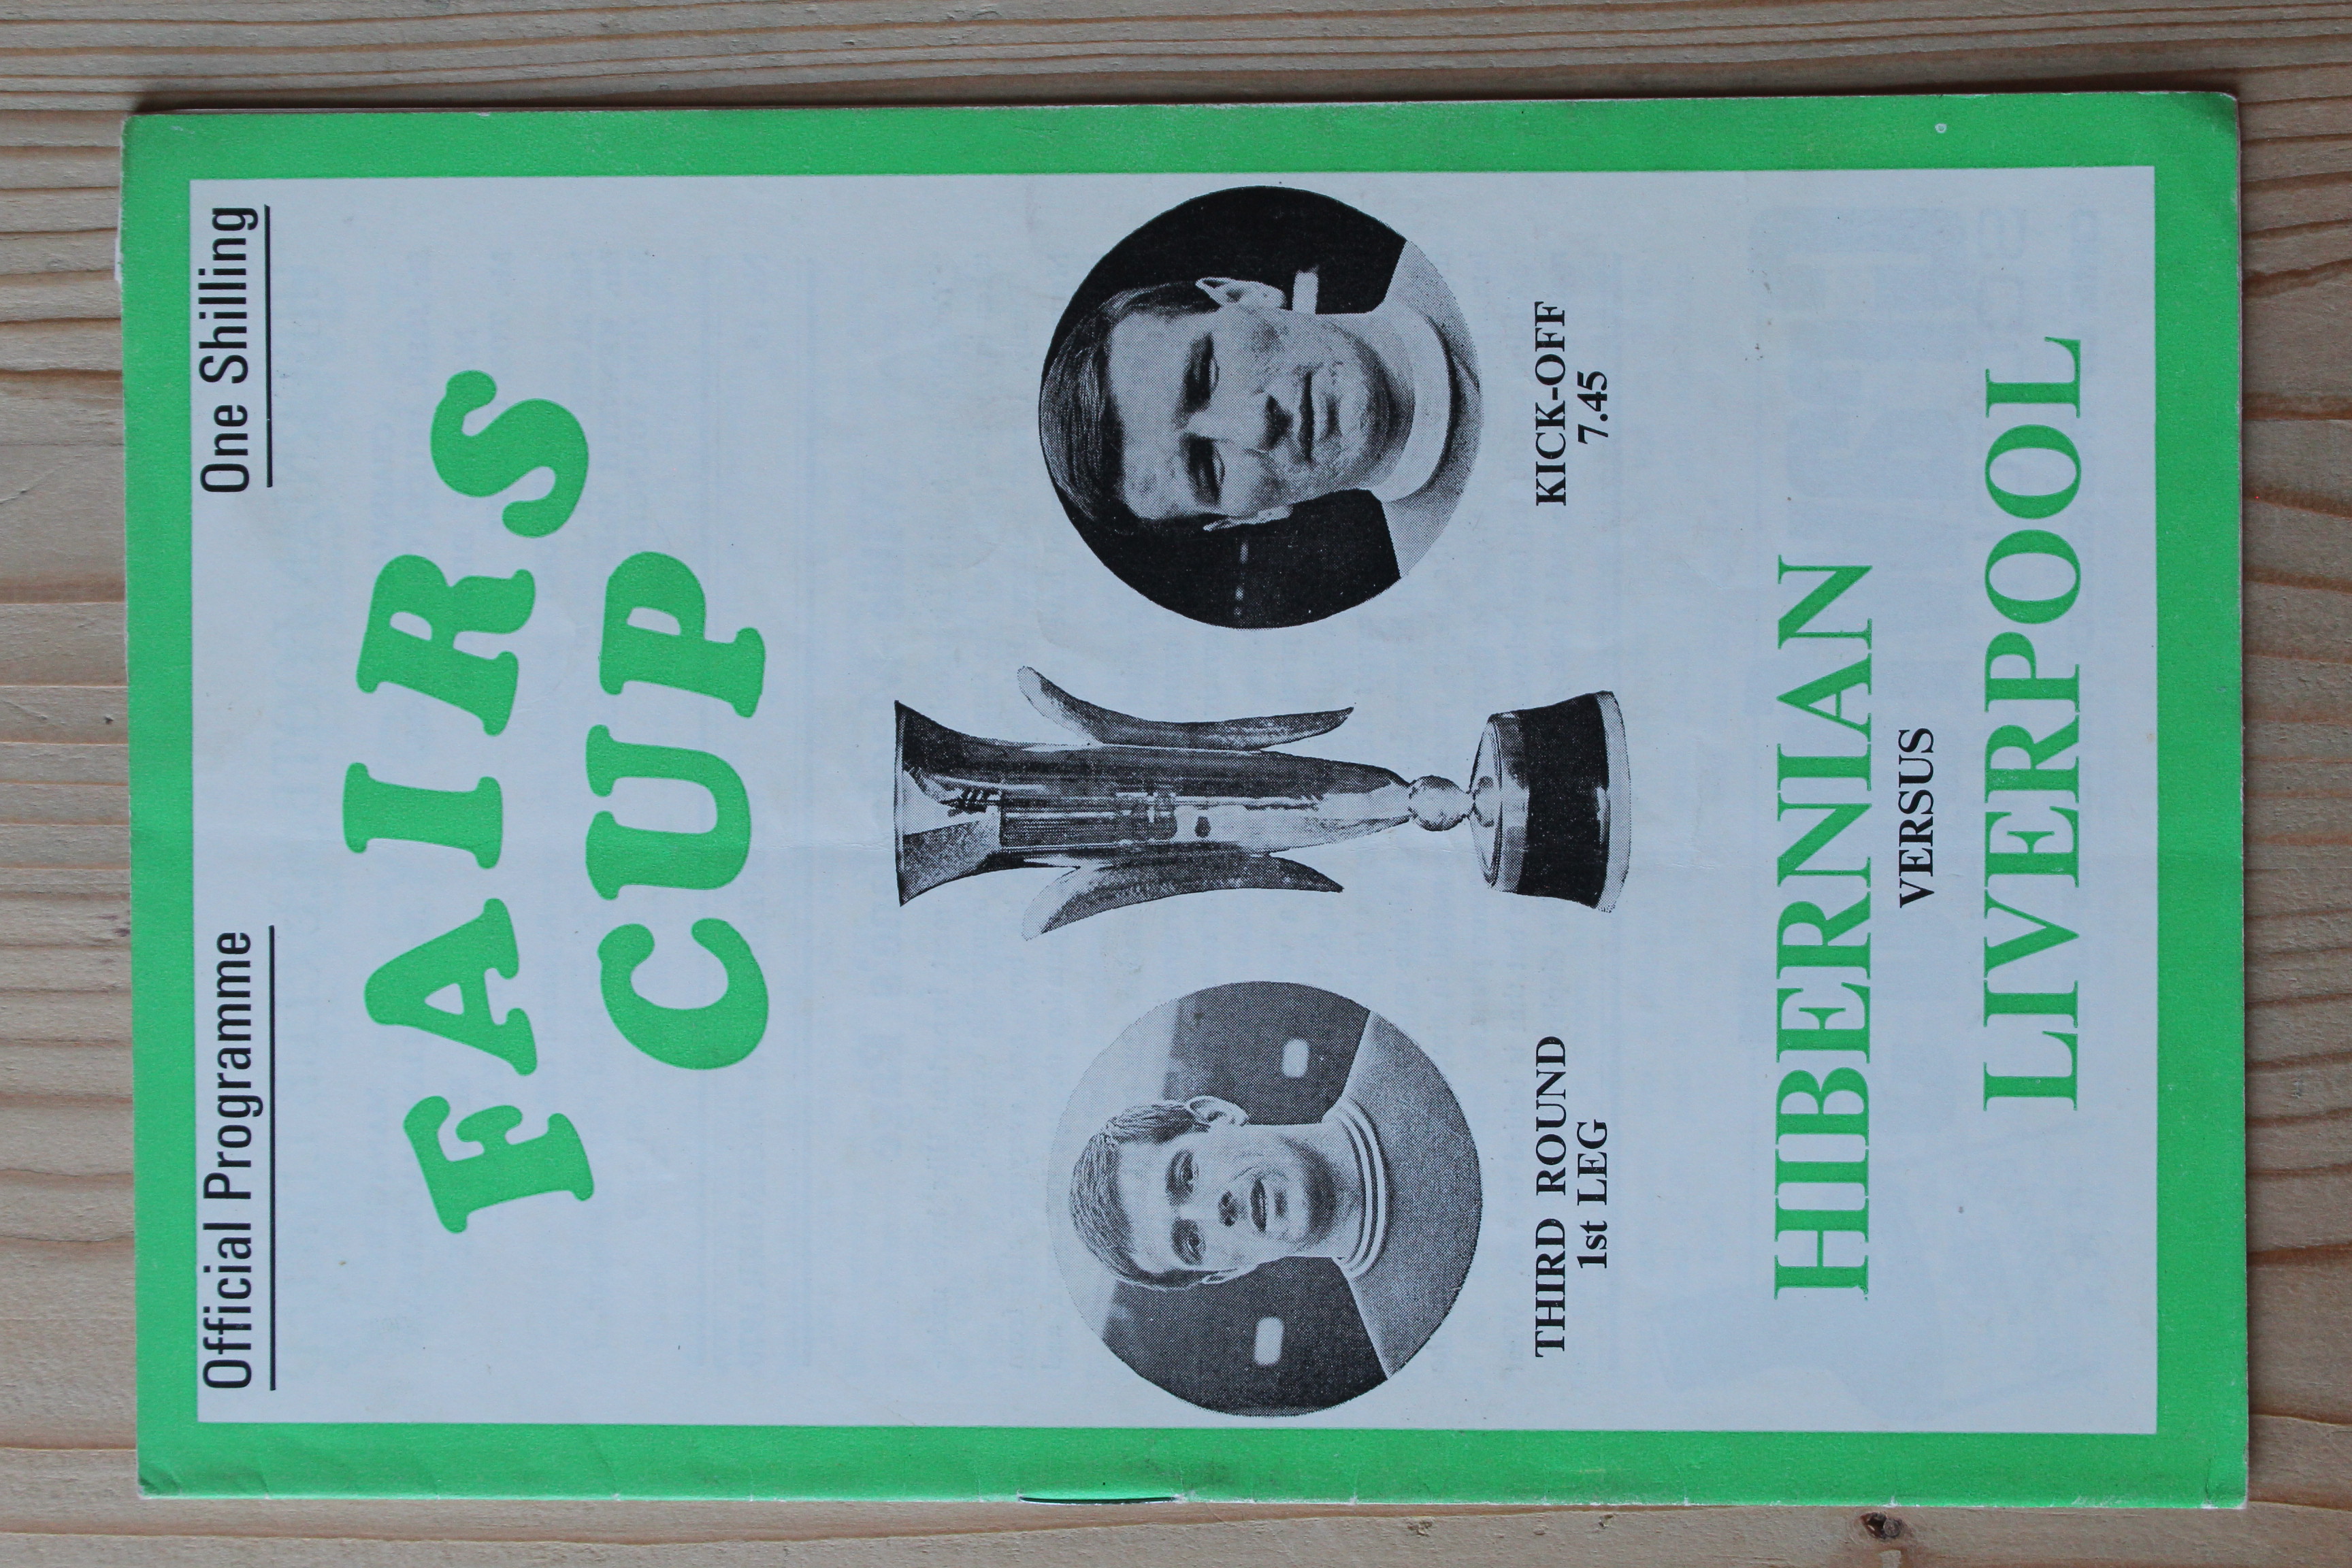 Official Programme
One Shilling
FAIRS
CUP
THIRD ROUND
1st LEG
KICK-OFF
7.45
HIBERNIAN
VERSUS
LIVERPOOL